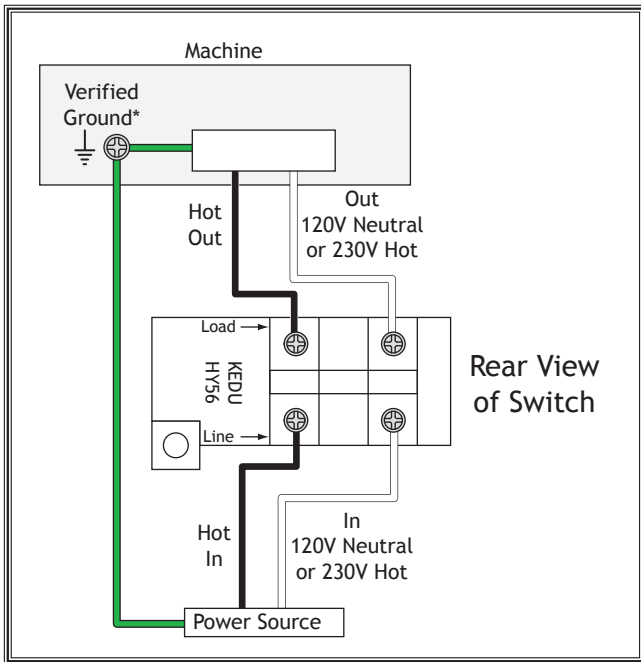 Machine
Verified
Ground*
Hot
Out
Out
120V Neutral
or 230V Hot
Load
KEDU
HY56
Rear View
of Switch
Line
Hot
In
In
120V Neutral
or 230V Hot
Power Source